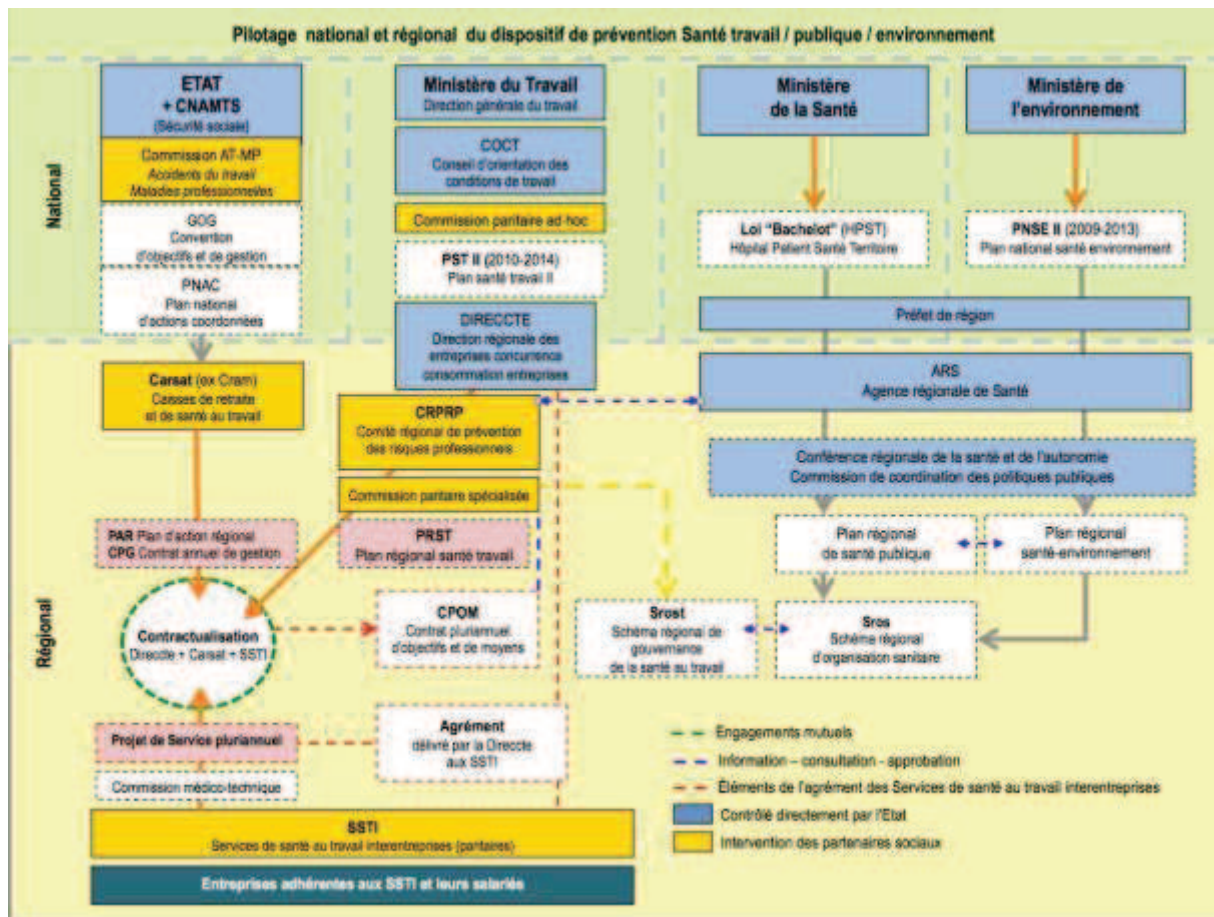 Pilotage national et régional du dispositif de prévention Santé travail / publique / environnement
National
ETAT
+ CNAMTS
(Sécurité sociale)
Commission AT-MP
Accidents du travail
Maladies professionnelles
GOG
Convention
d'objectifs et de gestion
PNAC
Plan national
d'actions coordonnées
Ministère du Travail
Direction générale du travail
COCT
Conseil d'orientation des
conditions de travail
Commission paritaire ad-hoc
PST II (2010-2014)
Plan santé travail II
DIRECCTE
Direction régionale des
entreprises concurrence
consommation entreprises
Ministère
de la Santé
Loi "Bachelot" (HPST)
Hôpital Patient Santé Territoire
Ministère de
l'environnement
PNSE II (2009-2013)
Plan national santé environnement
Préfet de région
Régional
Carsat (ex Cram)
Caisses de retraite
et de santé au travail
CRPRP
Comité régional de prévention
des risques professionnels
Commission paritaire spécialisée
ARS
Agence régionale de Santé
Conférence régionale de la santé et de l'autonomie
Commission de coordination des politiques publiques
PAR Plan d'action régional
CPG Contrat annuel de gestion
PRST
Plan régional santé travail
Plan régional
de santé publique
Plan régional
santé-environnement
Contractualisation
Direccte + Carsat + SSTI
CPOM
Contrat pluriannuel
d'objectifs et de moyens
Srost
Schéma régional de
gouvernance
de la santé au travail
Sros
Schéma régional
d'organisation sanitaire
Projet de Service pluriannuel
Commission médico-technique
Agrément
délivré par la Direccte
aux SSTI
SSTI
Services de santé au travail interentreprises (paritaires)
Entreprises adhérentes aux SSTI et leurs salariés
Engagements mutuels
Information – consultation - approbation
Éléments de l'agrément des Services de santé au travail interentreprises
Contrôlé directement par l'Etat
Intervention des partenaires sociaux